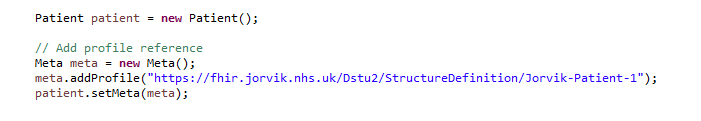 Patient patient = new Patient();
// Add profile reference
Meta meta = new Meta();
meta.addProfile("https://fhir.jorvik.nhs.uk/Dstu2/StructureDefinition/Jorvik-Patient-1");
patient.setMeta(meta);